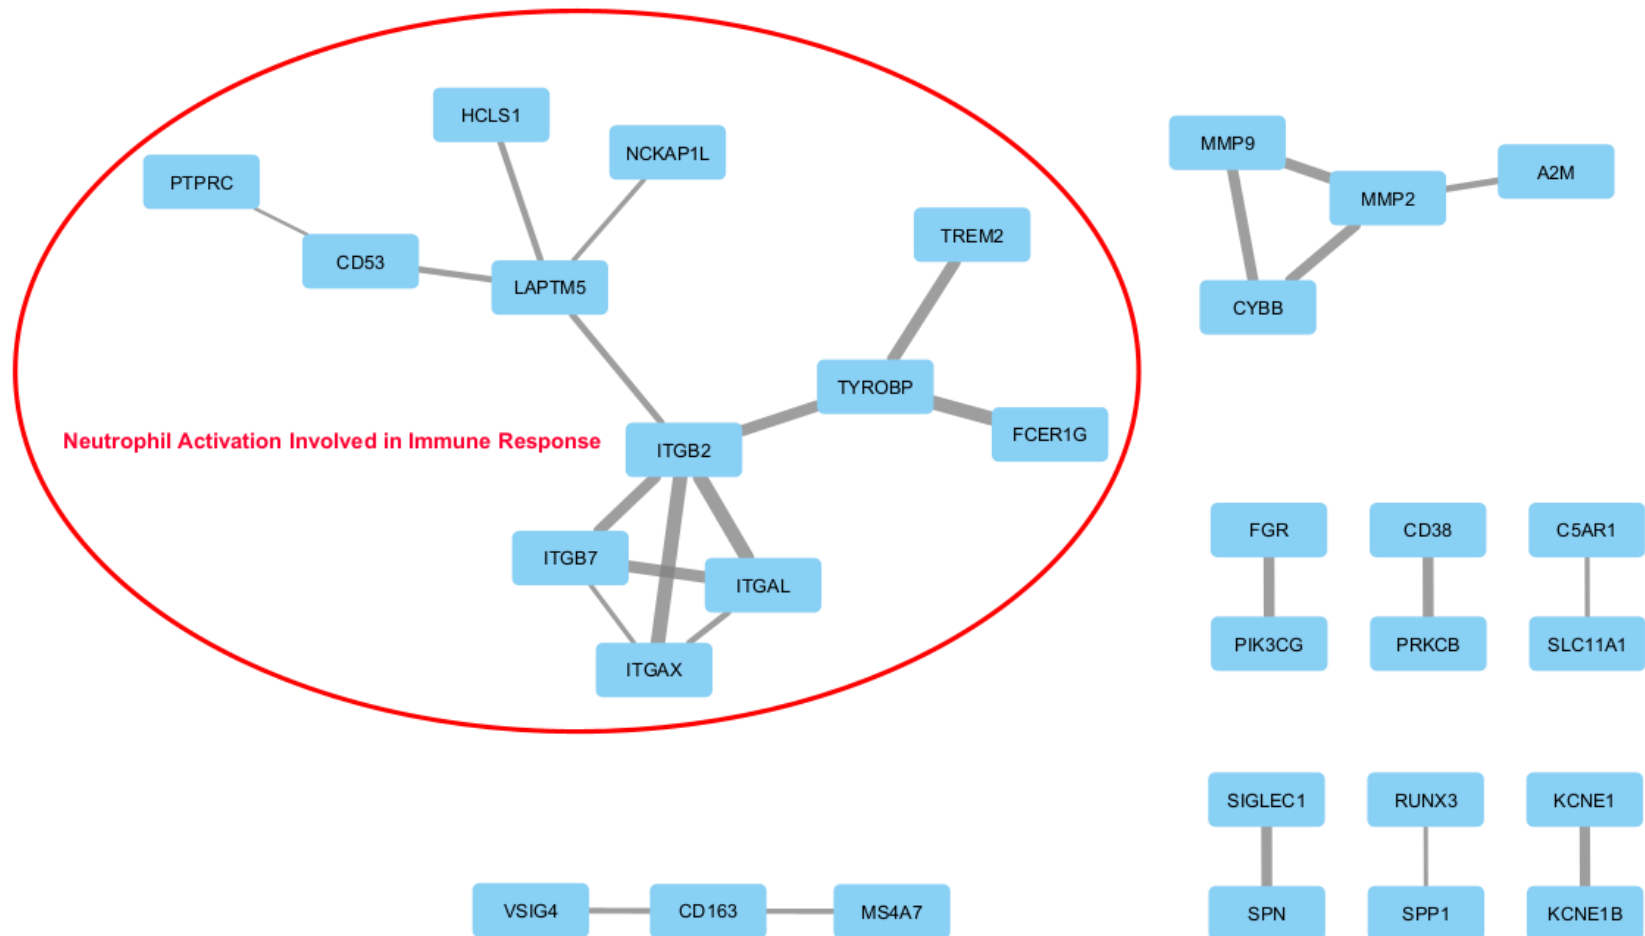 HCLS1
NCKAP1L
PTPRC
CD53
LAPTM5
TREM2
TYROBP
FCER1G
Neutrophil Activation Involved in Immune Response
ITGB2
ITGB7
ITGAL
ITGAX
MMP9
MMP2
A2M
CYBB
FGR
CD38
C5AR1
PIK3CG
PRKCB
SLC11A1
SIGLEC1
RUNX3
KCNE1
SPN
SPP1
KCNE1B
VSIG4
CD163
MS4A7